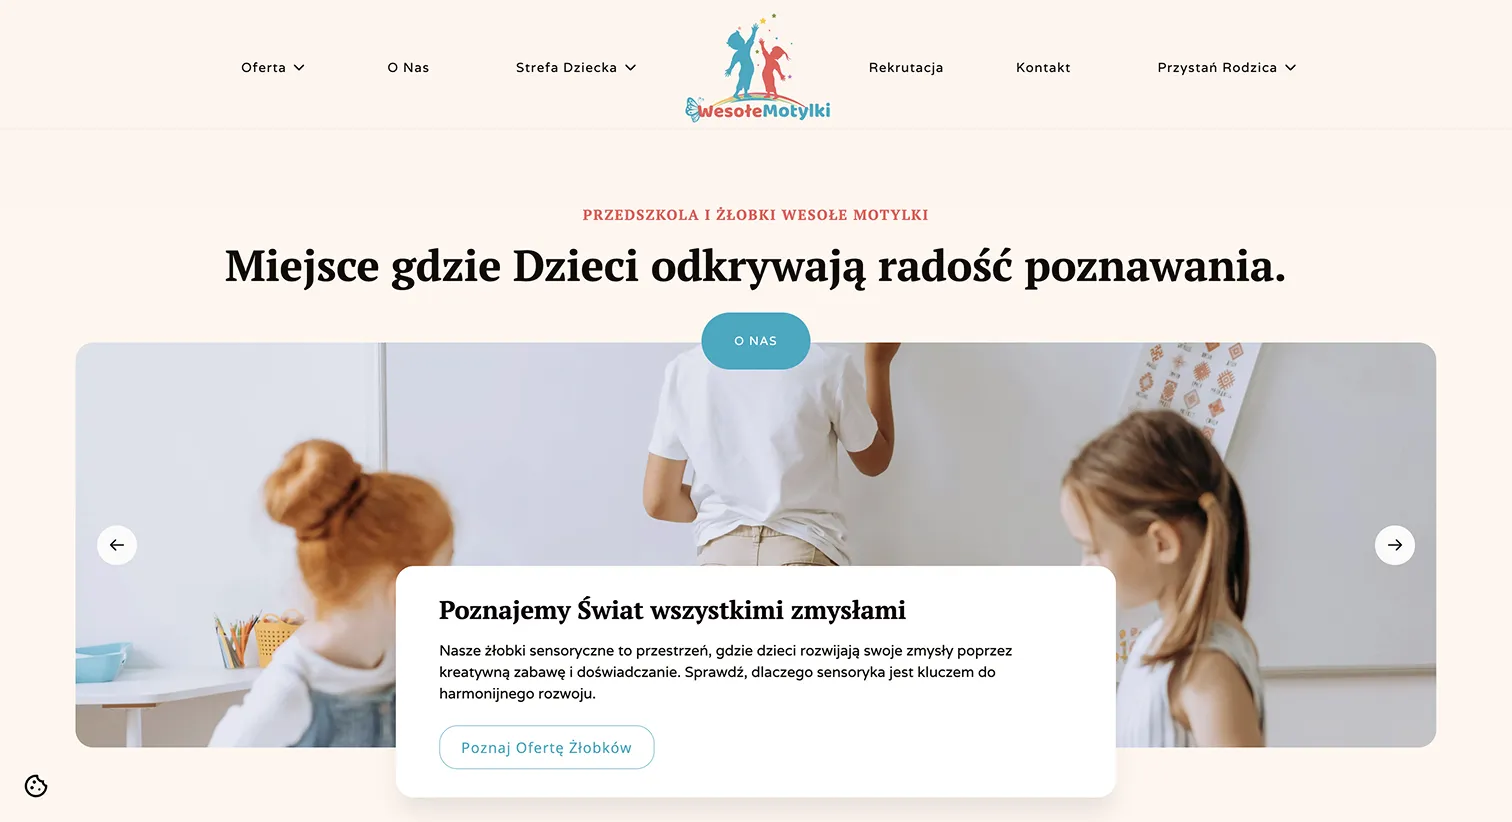 Oferta
O Nas
Strefa Dziecka
WesołeMotylki
Rekrutacja
Kontakt
Przystań Rodzica
PRZEDSZKOLA I ŻŁOBKI WESOŁE MOTYLKI
Miejsce gdzie Dzieci odkrywają radość poznawania.
O NAS
Poznajemy Świat wszystkimi zmysłami
Nasze żłobki sensoryczne to przestrzeń, gdzie dzieci rozwijają swoje zmysły poprzez
kreatywną zabawę i doświadczanie. Sprawdź, dlaczego sensoryka jest kluczem do
harmonijnego rozwoju.
Poznaj Ofertę Żłobków